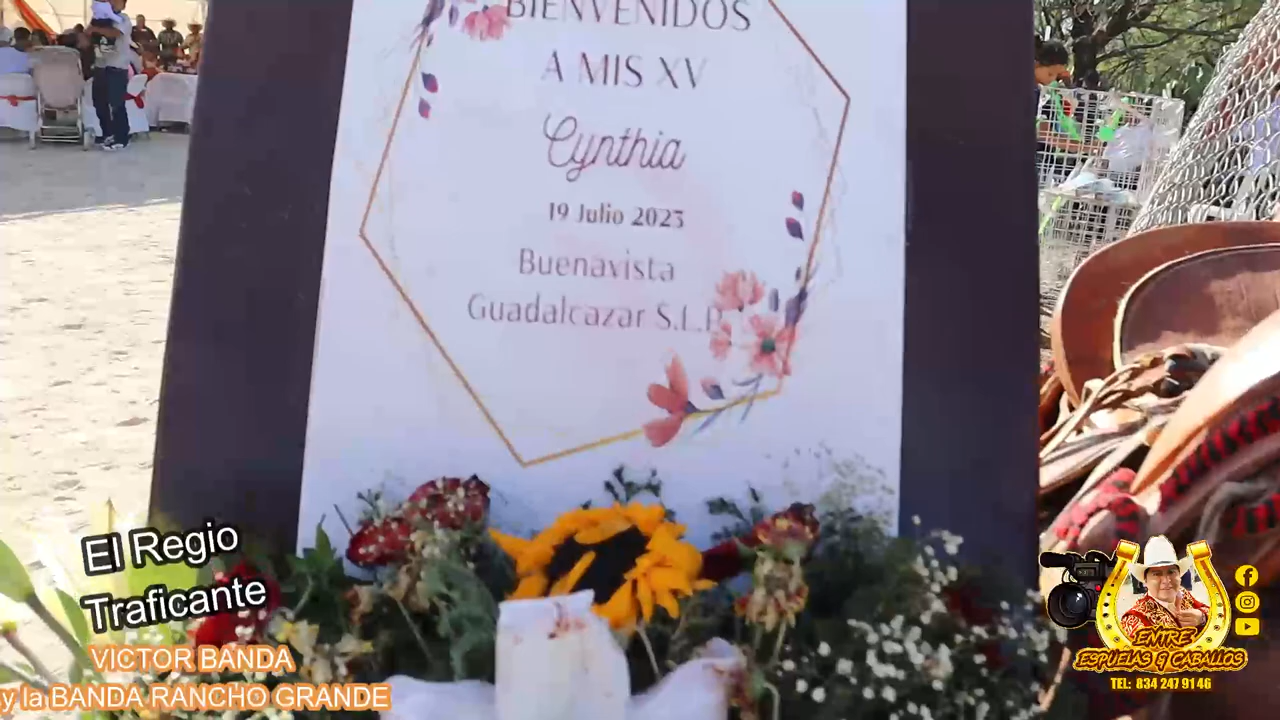 BIENVENIDOS
A MIS XV
Cynthia
19 Julio 2023
Buenavista
Guadalcazar S.L.P
El Regio
Traficante
VICTOR BANDA
y la BANDA RANCHO GRANDE
ENTRE
ESPUELAS Y CABALLOS
TEL: 834 247 91 46